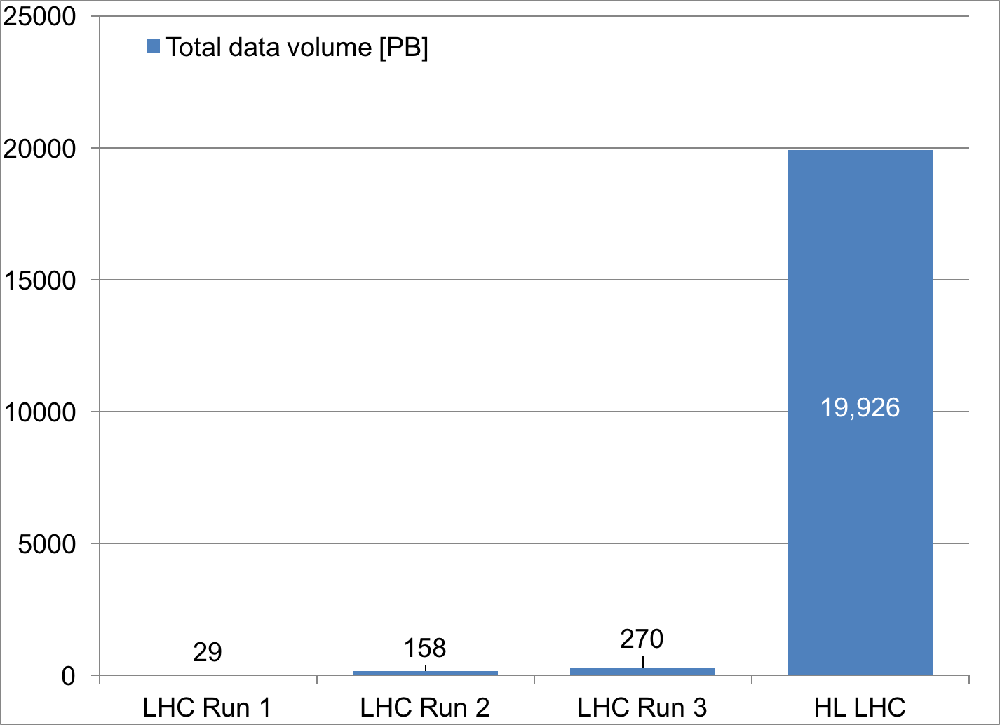 25000
Total data volume [PB]
20000
15000
10000
19,926
5000
29
158
270
0
LHC Run 1
LHC Run 2
LHC Run 3
HL LHC